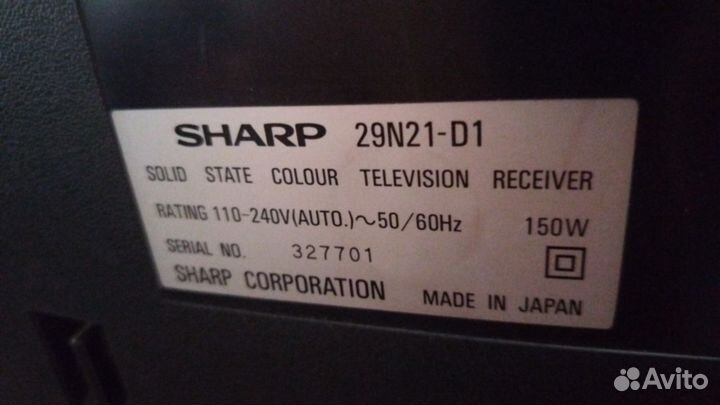 SHARP 29N21-D1
SOLID STATE COLOUR TELEVISION RECEIVER
RATING 110-240V(AUTO.)~50/60Hz 150W
SERIAL NO. 327701
SHARP CORPORATION MADE IN JAPAN
Avito